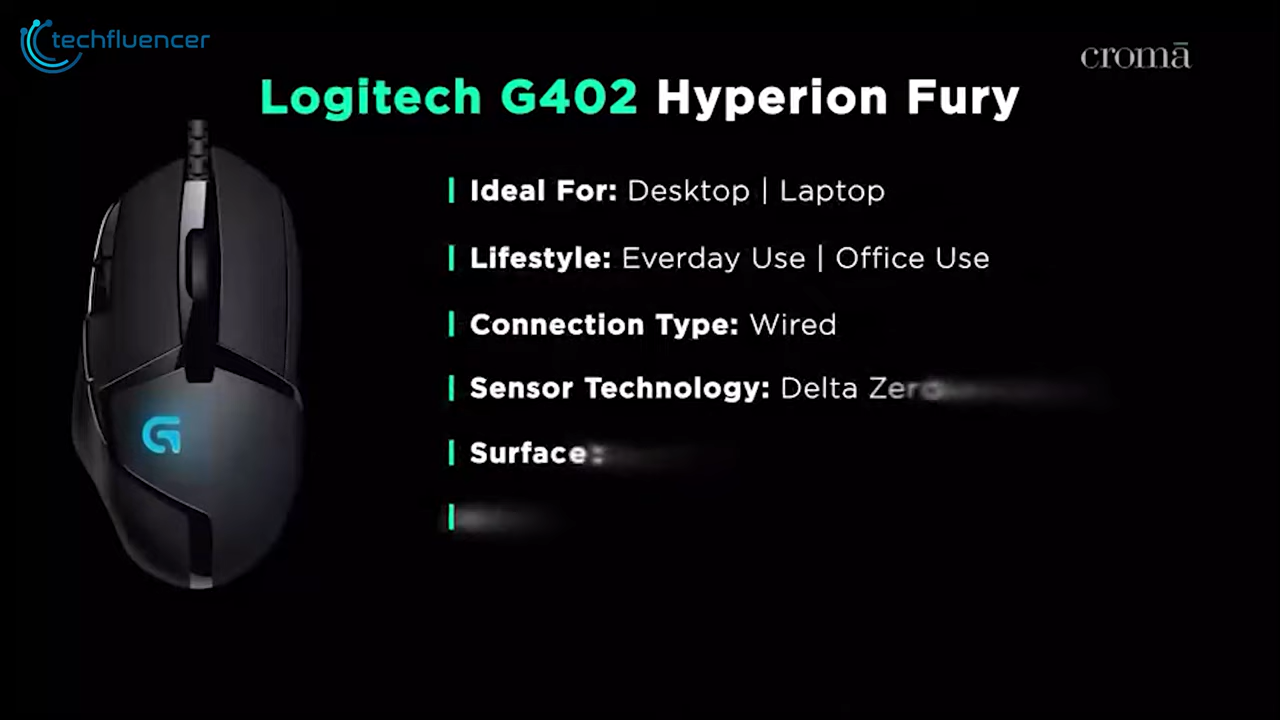 techfluencer
cromā
Logitech G402 Hyperion Fury
Ideal For: Desktop | Laptop
Lifestyle: Everday Use | Office Use
Connection Type: Wired
Sensor Technology: Delta Zero
Surface: